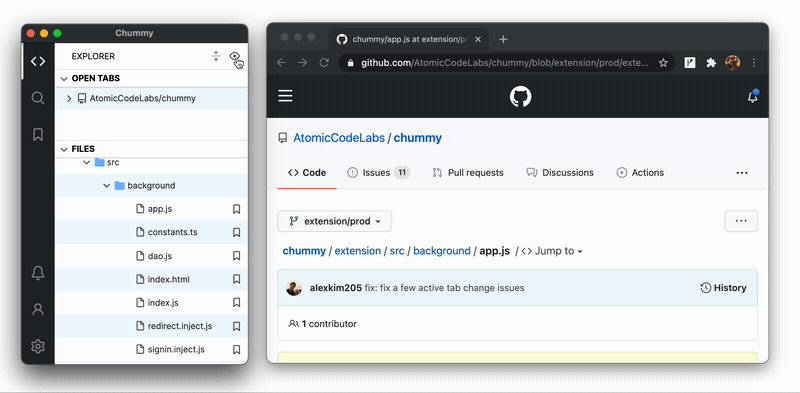 Chummy
EXPLORER
OPEN TABS
AtomicCodeLabs/chummy
FILES
src
background
app.js
constants.ts
dao.js
index.html
index.js
redirect.inject.js
signin.inject.js
chummy/app.js at extension/pro
github.com/AtomicCodeLabs/chummy/blob/extension/prod/exte...
AtomicCodeLabs / chummy
Code
Issues 11
Pull requests
Discussions
Actions
extension/prod
chummy / extension / src / background / app.js / Jump to
alexkim205 fix: fix a few active tab change issues
History
1 contributor